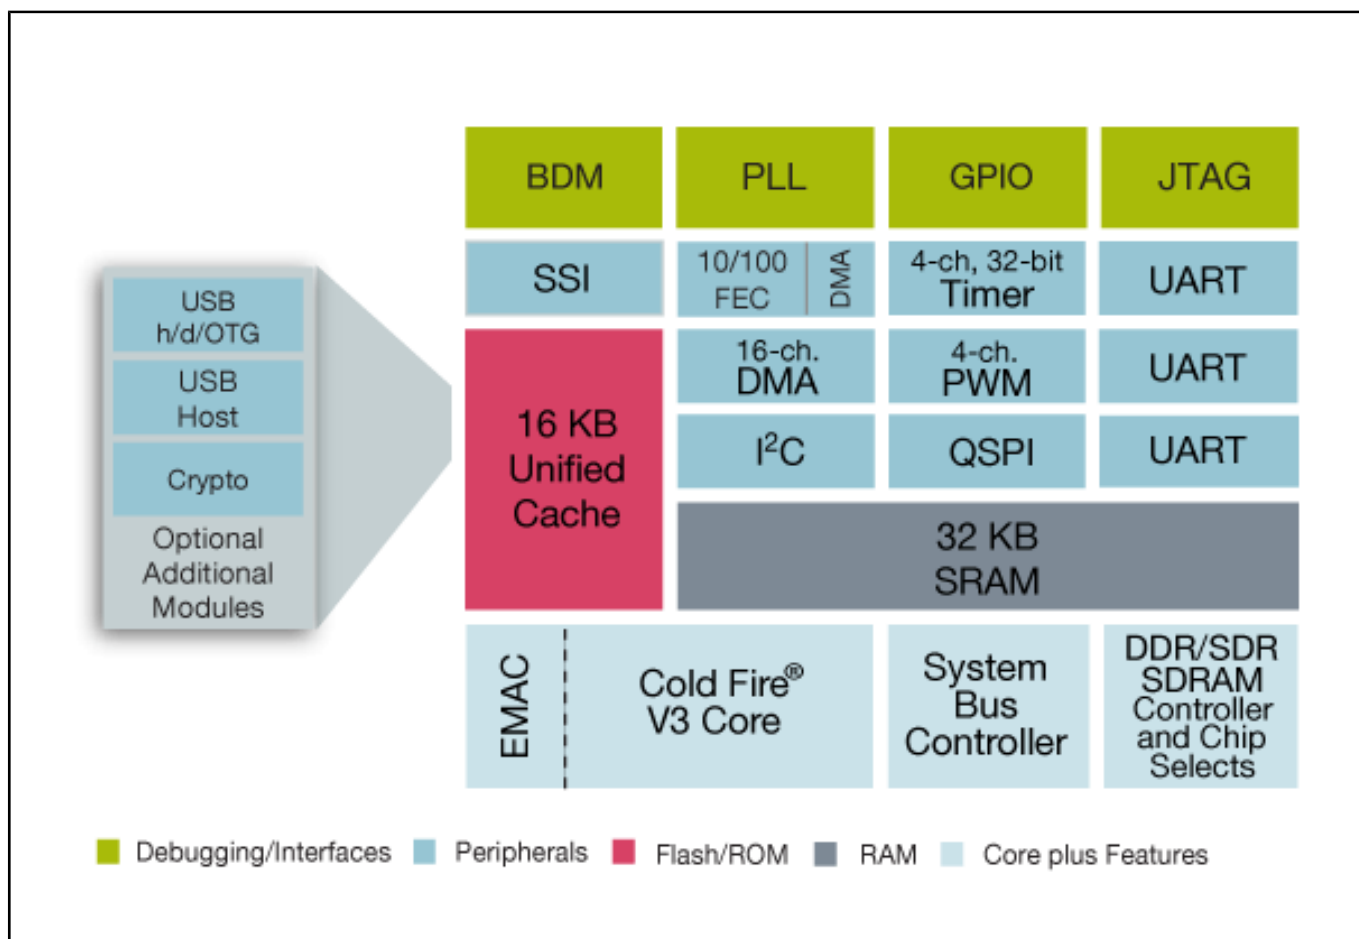 BDM
PLL
GPIO
JTAG
SSI
10/100
FEC
DMA
4-ch, 32-bit
Timer
UART
USB
h/d/OTG
USB
Host
Crypto
Optional
Additional
Modules
16 KB
Unified
Cache
16-ch.
DMA
4-ch.
PWM
UART
I²C
QSPI
UART
32 KB
SRAM
EMAC
Cold Fire®
V3 Core
System
Bus
Controller
DDR/SDR
SDRAM
Controller
and Chip
Selects
Debugging/Interfaces
Peripherals
Flash/ROM
RAM
Core plus Features